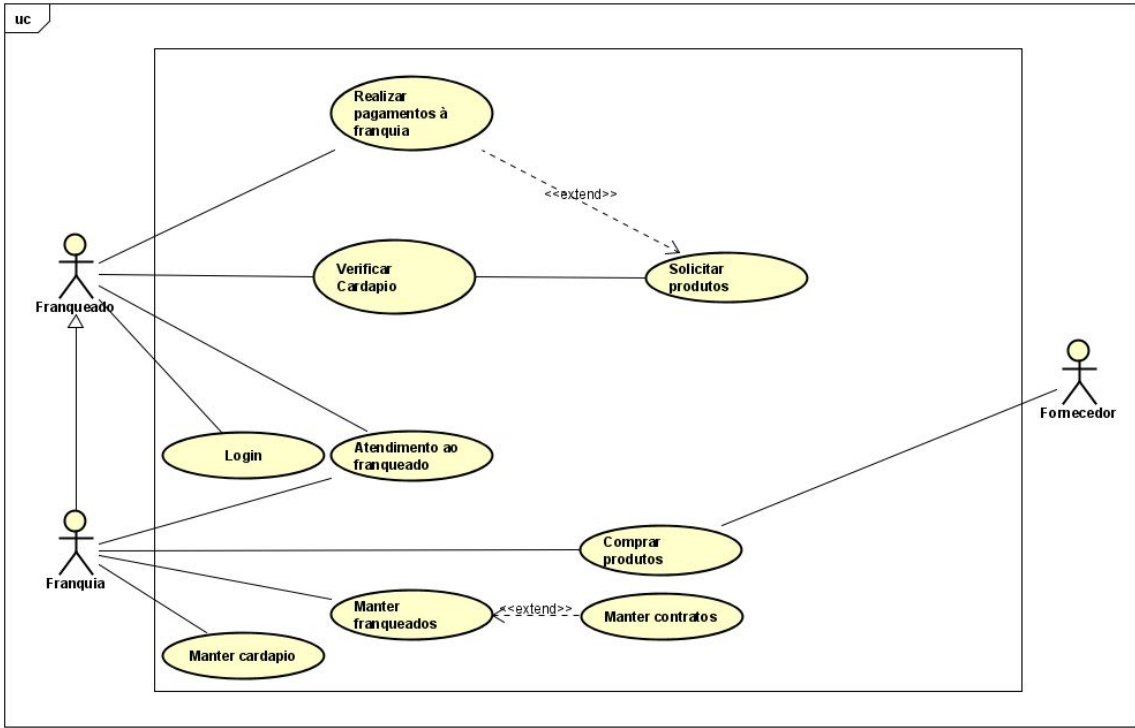 uc
Realizar
pagamentos à
franquia
<<extend>>
Verificar
Cardapio
Solicitar
produtos
Franqueado
Fornecedor
Login
Atendimento ao
franqueado
Comprar
produtos
Franquia
Manter
franqueados
<<extend>>
Manter contratos
Manter cardapio